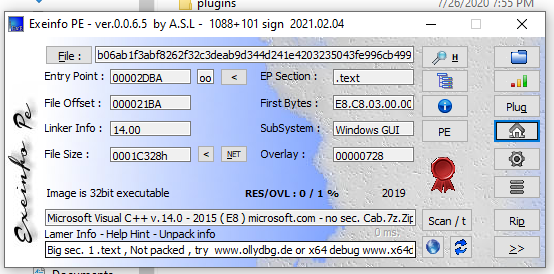 plugins
7/26/2020 7:55 PM
Exeinfo PE - ver.0.0.6.5 by A.S.L - 1088+101 sign 2021.02.04
File : b06ab1f3abf8262f32c3deab9d344d241e4203235043fe996cb499 H
Entry Point : 00002DBA oo < EP Section : .text
File Offset : 000021BA First Bytes : E8.C8.03.00.00 Plug
Linker Info : 14.00 SubSystem : Windows GUI PE
File Size : 0001C328h < NET Overlay : 00000728
Image is 32bit executable RES/OVL : 0 / 1 % 2019
Exeinfo Pe
Microsoft Visual C++ v.14.0 - 2015 ( E8 ) microsoft.com - no sec. Cab.7z.Zip Scan / t Rip
Lamer Info - Help Hint - Unpack info 0 ms.
Big sec. 1 .text , Not packed , try www.ollydbg.de or x64 debug www.x64d >>
Documents